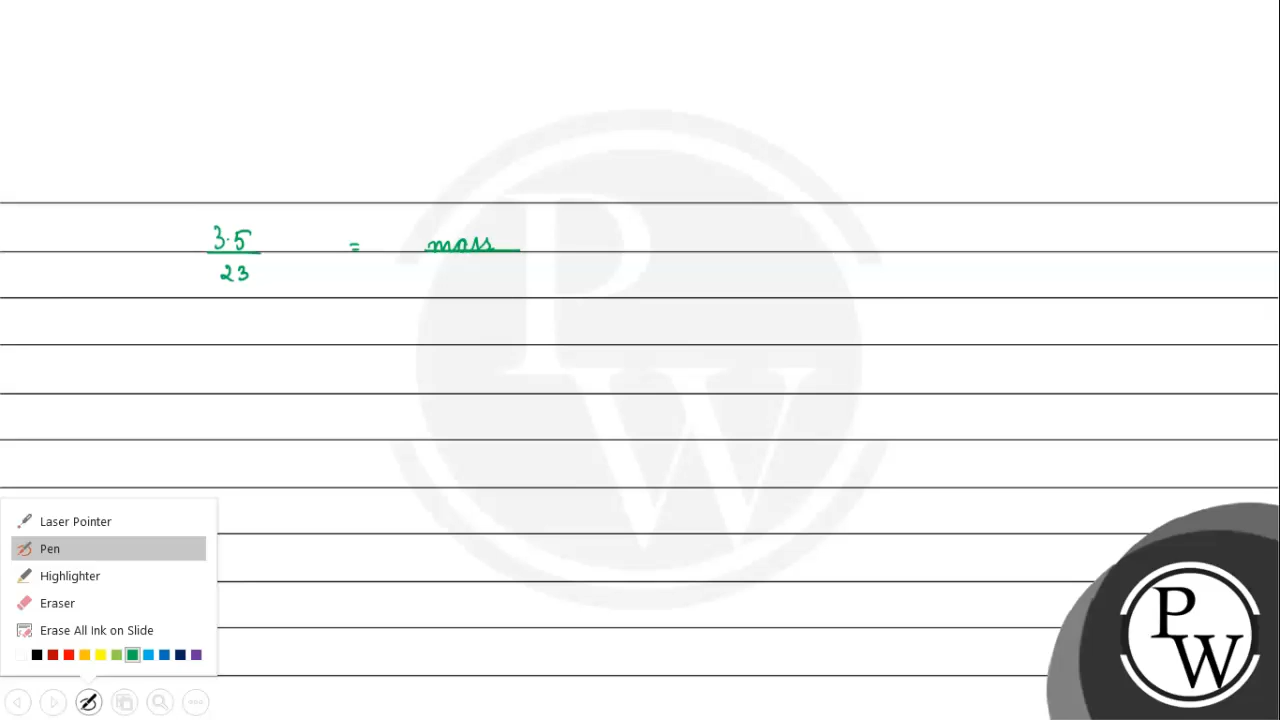 3.5
23
=
mass
Laser Pointer
Pen
Highlighter
Eraser
Erase All Ink on Slide
P
W
P
W